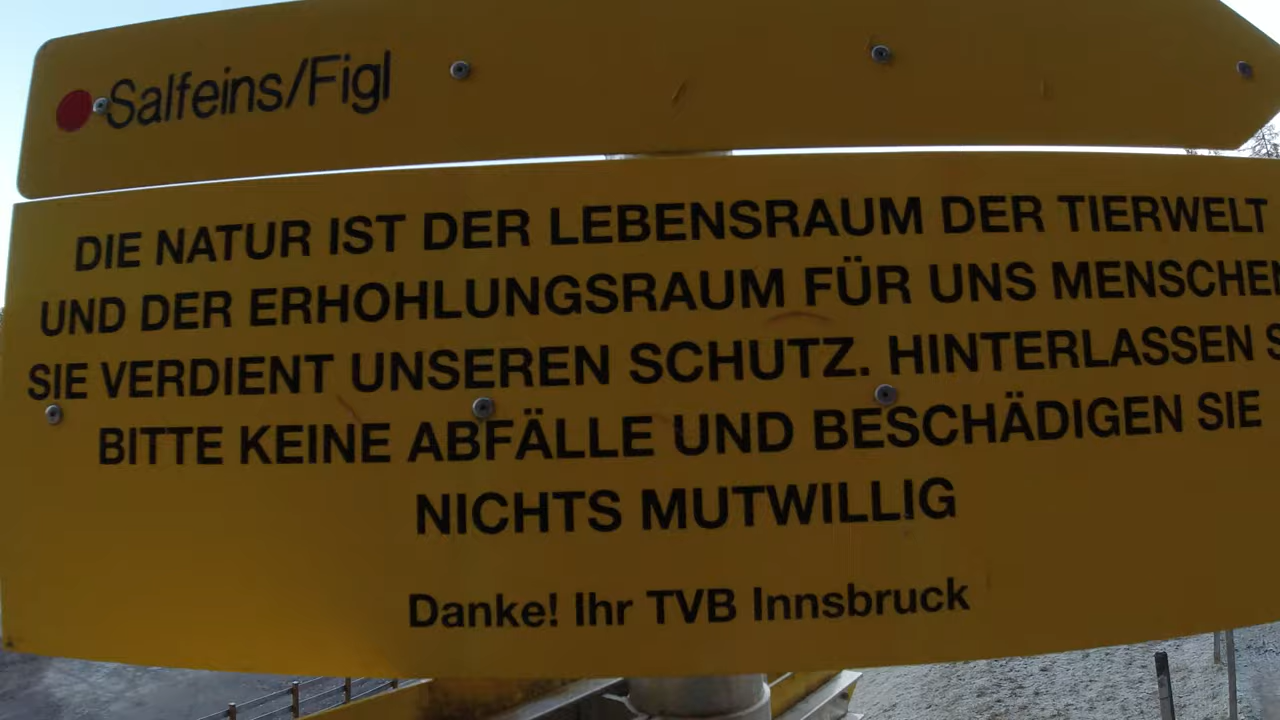 Salfeins/Figl
DIE NATUR IST DER LEBENSRAUM DER TIERWELT
UND DER ERHOHLUNGSRAUM FÜR UNS MENSCHEN
SIE VERDIENT UNSEREN SCHUTZ. HINTERLASSEN
BITTE KEINE ABFÄLLE UND BESCHÄDIGEN SIE
NICHTS MUTWILLIG
Danke! Ihr TVB Innsbruck